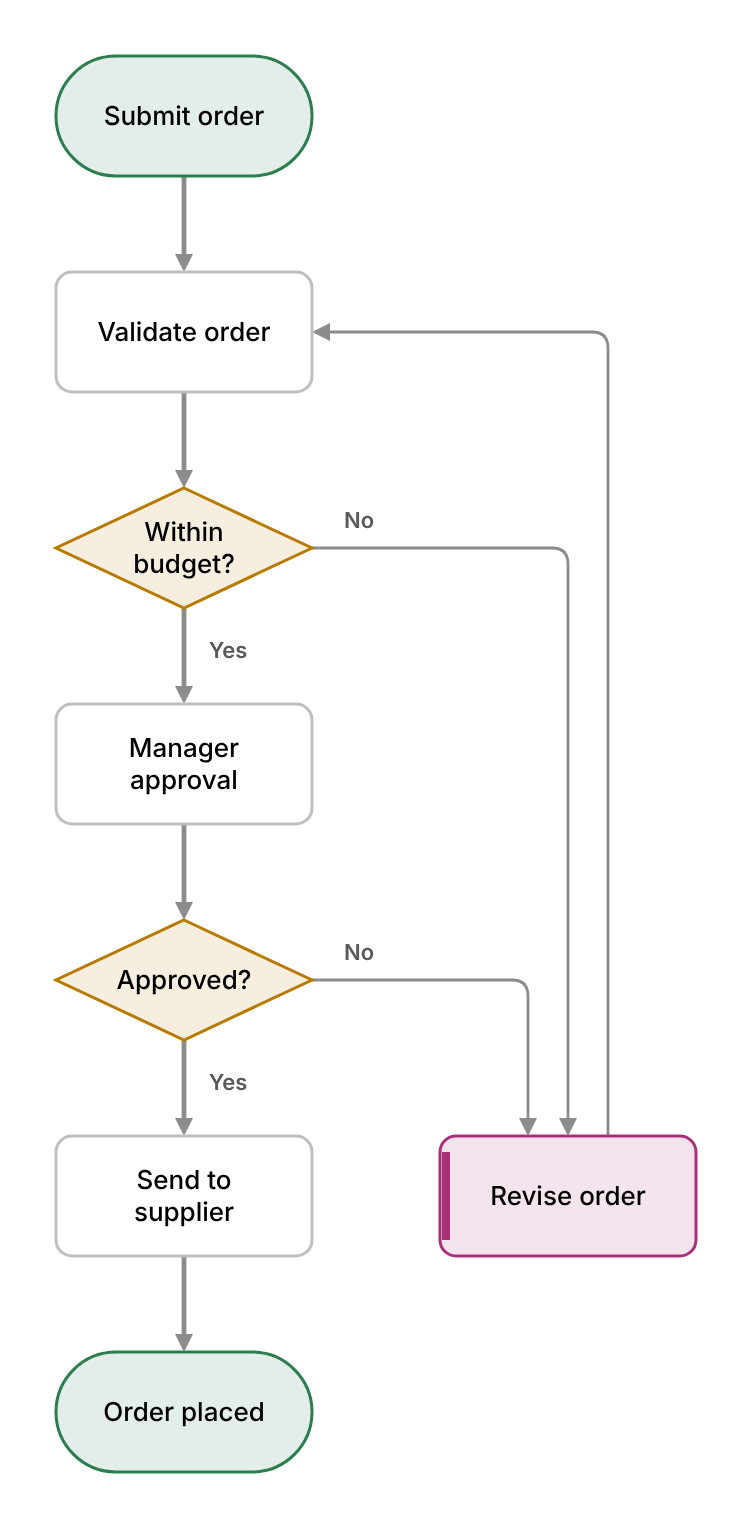 Submit order
Validate order
Within
budget?
No
Yes
Manager
approval
Approved?
No
Yes
Send to
supplier
Revise order
Order placed